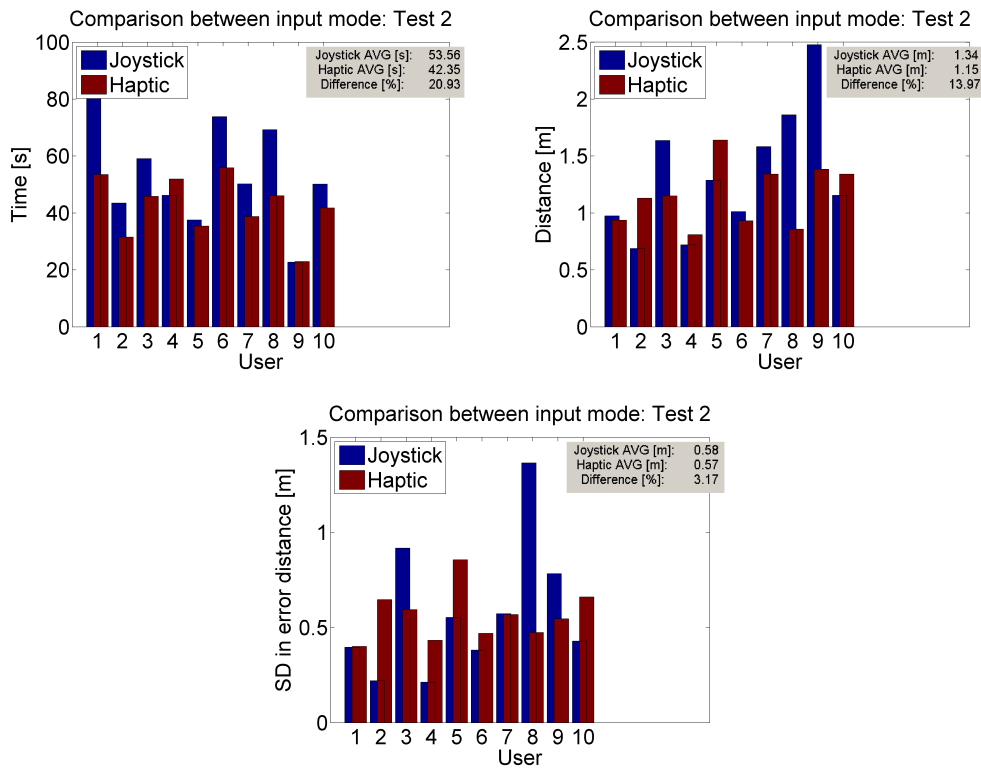 Comparison between input mode: Test 2
Joystick
Haptic
Joystick AVG [s]: 53.56
Haptic AVG [s]: 42.35
Difference [%]: 20.93
Time [s]
100
80
60
40
20
0
1 2 3 4 5 6 7 8 9 10
User
Comparison between input mode: Test 2
Joystick
Haptic
Joystick AVG [m]: 1.34
Haptic AVG [m]: 1.15
Difference [%]: 13.97
Distance [m]
2.5
2
1.5
1
0.5
0
1 2 3 4 5 6 7 8 9 10
User
Comparison between input mode: Test 2
Joystick
Haptic
Joystick AVG [m]: 0.58
Haptic AVG [m]: 0.57
Difference [%]: 3.17
SD in error distance [m]
1.5
1
0.5
0
1 2 3 4 5 6 7 8 9 10
User